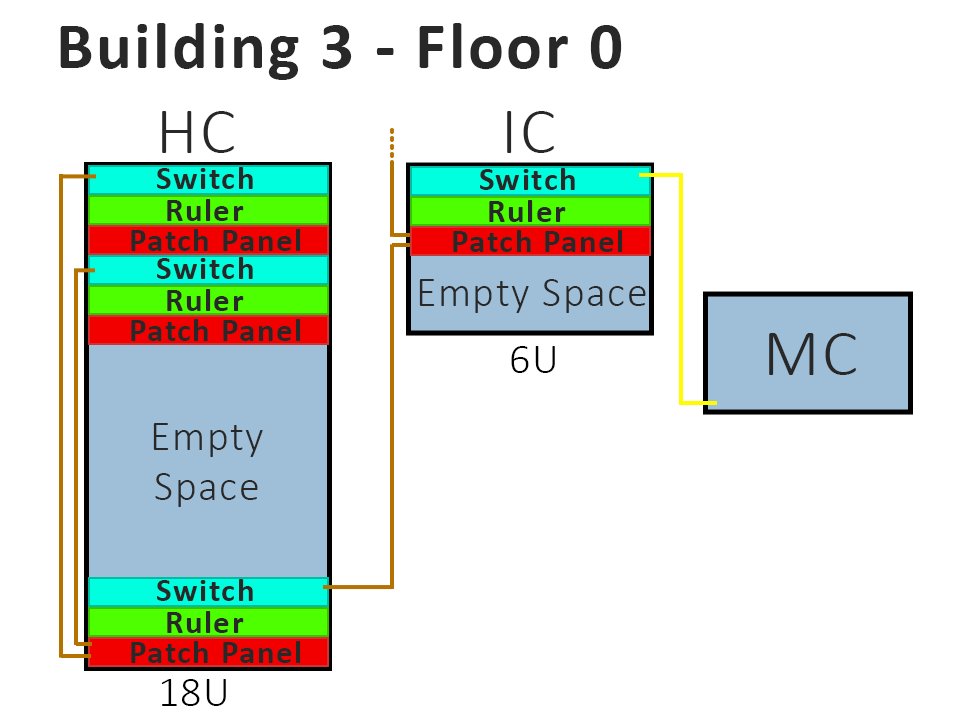 Building 3 - Floor 0
HC
Switch
Ruler
Patch Panel
Switch
Ruler
Patch Panel
Empty
Space
Switch
Ruler
Patch Panel
18U
IC
Switch
Ruler
Patch Panel
Empty Space
6U
MC